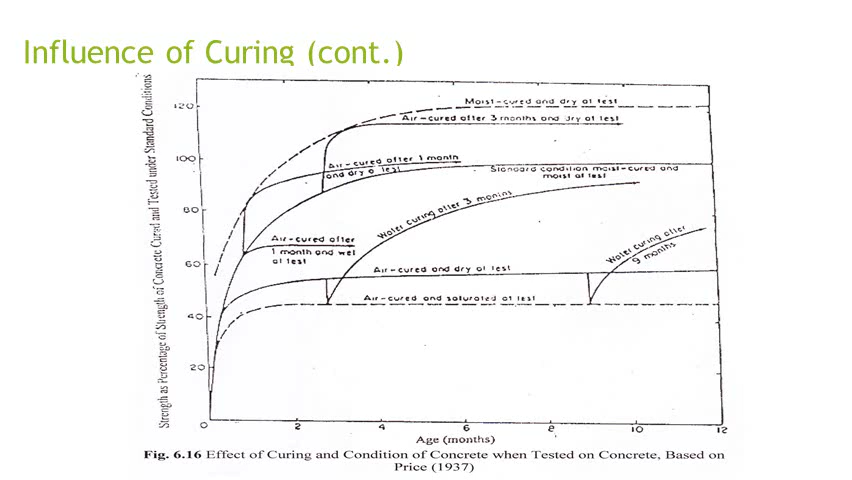 Influence of Curing (cont.)
Strength as Percentage of Strength of Concrete Cured and Tested under Standard Conditions
120
100
80
60
40
20
0
2
4
6
8
10
12
Moist-cured and dry at test
Air-cured after 3 months and dry at test
Air-cured after 1 month
and dry at test
Standard condition moist-cured and
moist at test
Water curing after 3 months
Air-cured after
1 month and wet
at test
Water curing after
9 months
Air-cured and dry at test
Air-cured and saturated at test
Age (months)
Fig. 6.16 Effect of Curing and Condition of Concrete when Tested on Concrete, Based on
Price (1937)